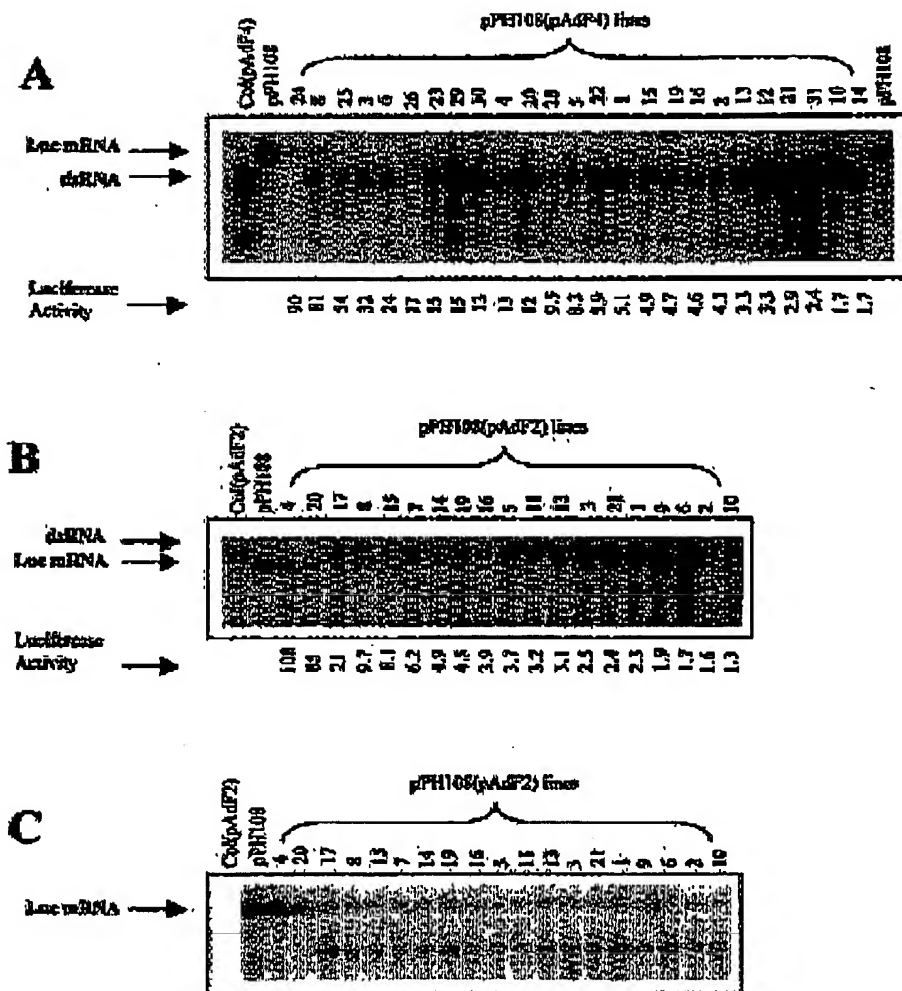 pPH108(pAdF4) lines
A
Col(pAdF4)
pPH108
24 8 25 3 6 26 23 29 30 4 20 28 5 22 1 15 19 16 2 13 12 21 31 10 14
pPH108
Luc mRNA
dsRNA
Luciferase
Activity
90 81 54 32 24 17 15 15 13 13 12 9.5 8.2 5.9 5.1 4.9 4.7 4.6 4.3 3.3 3.3 2.9 2.4 1.7 1.7
pPH108(pAdF2) lines
B
Col(pAdF2)
pPH108
4 20 17 8 15 7 14 19 16 5 11 13 3 21 1 9 6 2 10
dsRNA
Luc mRNA
Luciferase
Activity
108 85 21 9.7 8.1 6.2 4.9 4.5 3.9 3.7 3.2 3.1 2.5 2.4 2.3 1.9 1.7 1.6 1.3
pPH108(pAdF2) lines
C
Col(pAdF2)
pPH108
4 20 17 8 15 7 14 19 16 5 11 13 3 21 1 9 6 2 10
Luc mRNA